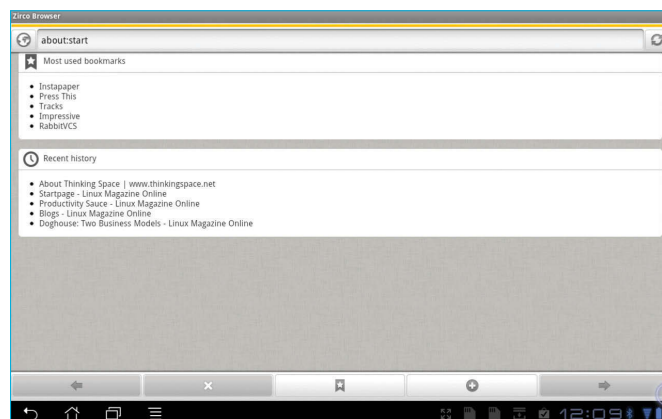 Zirco Browser
about:start
Most used bookmarks
• Instapaper
• Press This
• Tracks
• Impressive
• RabbitVCS
Recent history
• About Thinking Space | www.thinkingspace.net
• Startpage - Linux Magazine Online
• Productivity Sauce - Linux Magazine Online
• Blogs - Linux Magazine Online
• Doghouse: Two Business Models - Linux Magazine Online
12:09